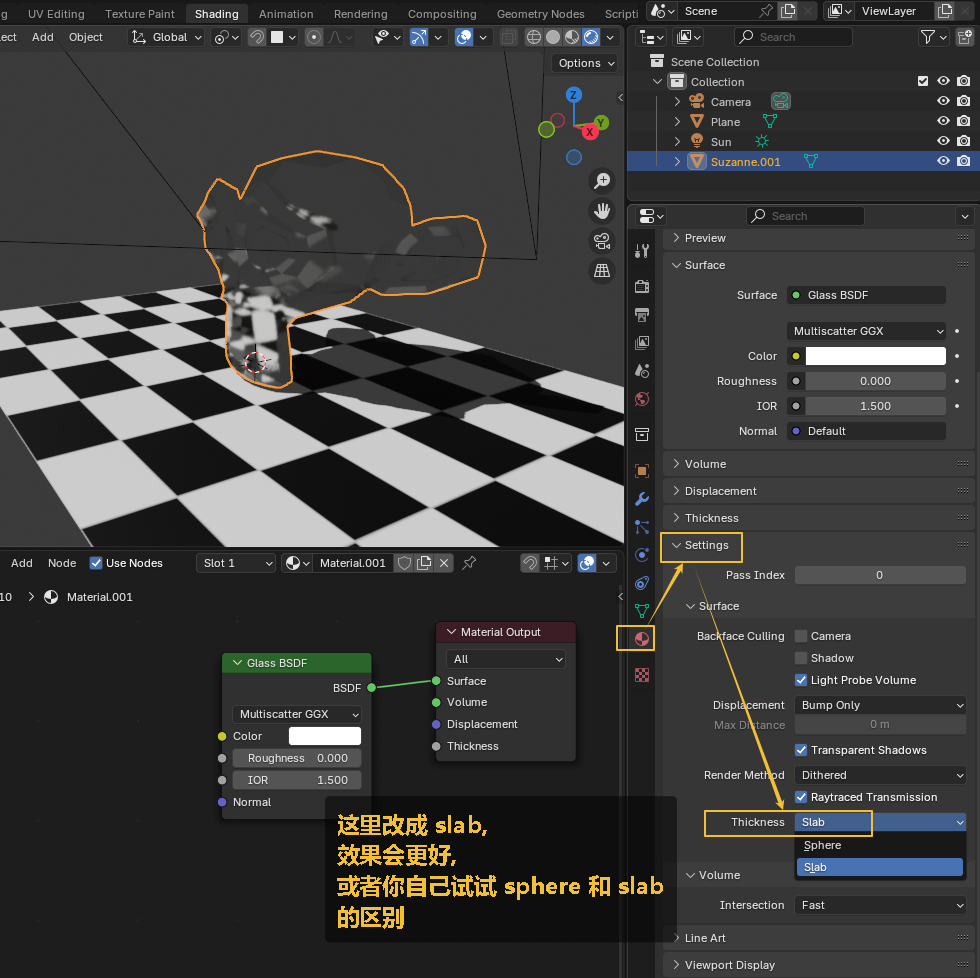 ng
UV Editing
Texture Paint
Shading
Animation
Rendering
Compositing
Geometry Nodes
Scripti
Scene
ViewLayer
ect
Add
Object
Global
Search
Options
Scene Collection
Collection
Camera
Plane
Sun
Suzanne.001
Z
Y
X
Search
Preview
Surface
Surface
Glass BSDF
Multiscatter GGX
Color
Roughness
0.000
IOR
1.500
Normal
Default
Volume
Displacement
Thickness
Settings
Pass Index
0
Surface
Backface Culling
Camera
Shadow
Light Probe Volume
Displacement
Bump Only
Max Distance
0 m
Transparent Shadows
Render Method
Dithered
Raytraced Transmission
Thickness
Slab
Sphere
Slab
Volume
Intersection
Fast
Line Art
Viewport Display
Add
Node
Use Nodes
Slot 1
Material.001
10
Material.001
Glass BSDF
BSDF
Multiscatter GGX
Color
Roughness
0.000
IOR
1.500
Normal
Material Output
All
Surface
Volume
Displacement
Thickness
这里改成 slab,
效果会更好,
或者你自己试试 sphere 和 slab
的区别